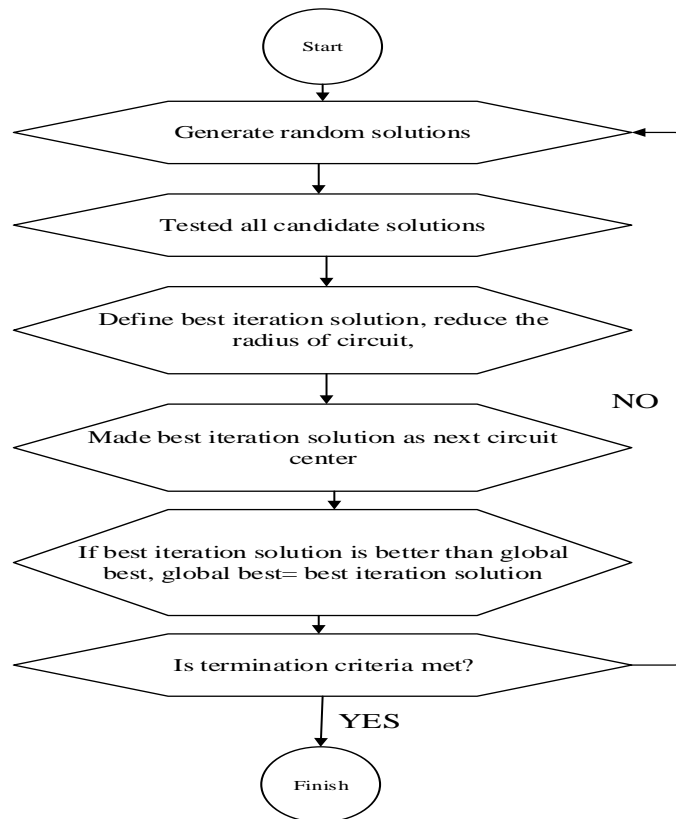 Start
Generate random solutions
Tested all candidate solutions
Define best iteration solution, reduce the
radius of circuit,
NO
Made best iteration solution as next circuit
center
If best iteration solution is better than global
best, global best= best iteration solution
Is termination criteria met?
YES
Finish